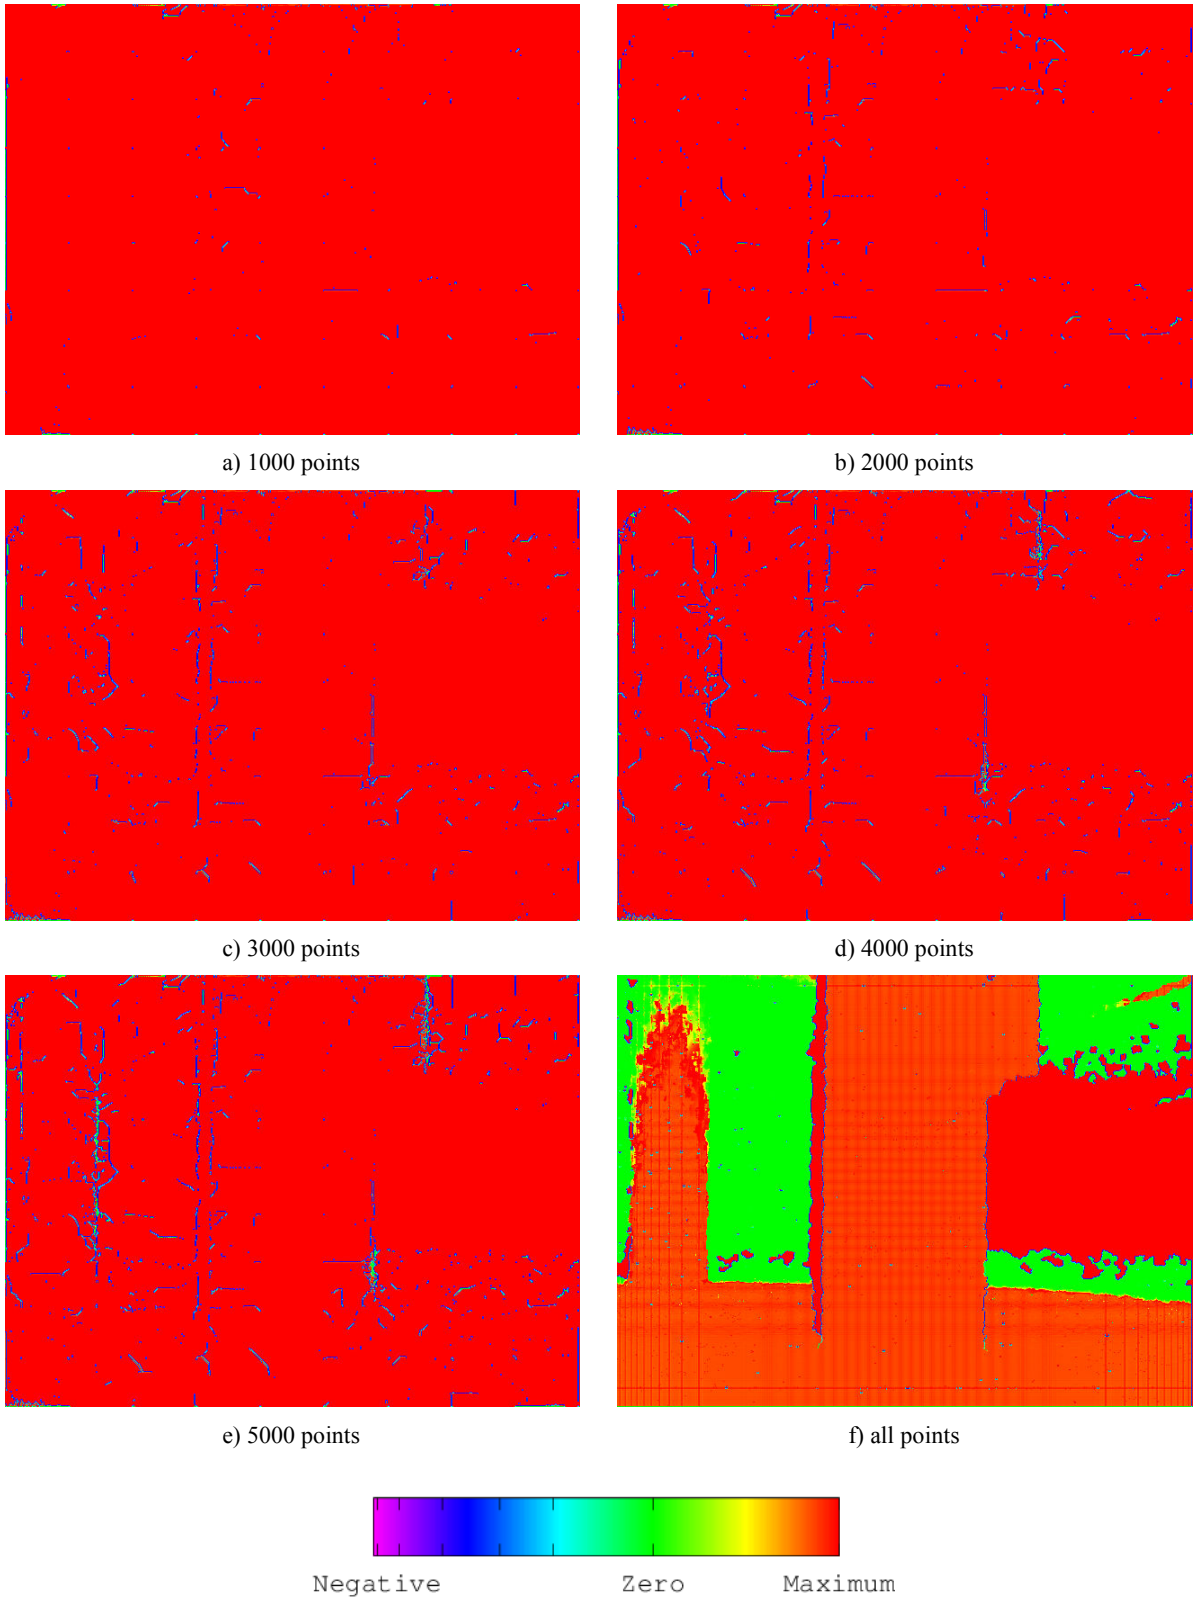 a) 1000 points
b) 2000 points
c) 3000 points
d) 4000 points
e) 5000 points
f) all points
Negative Zero Maximum